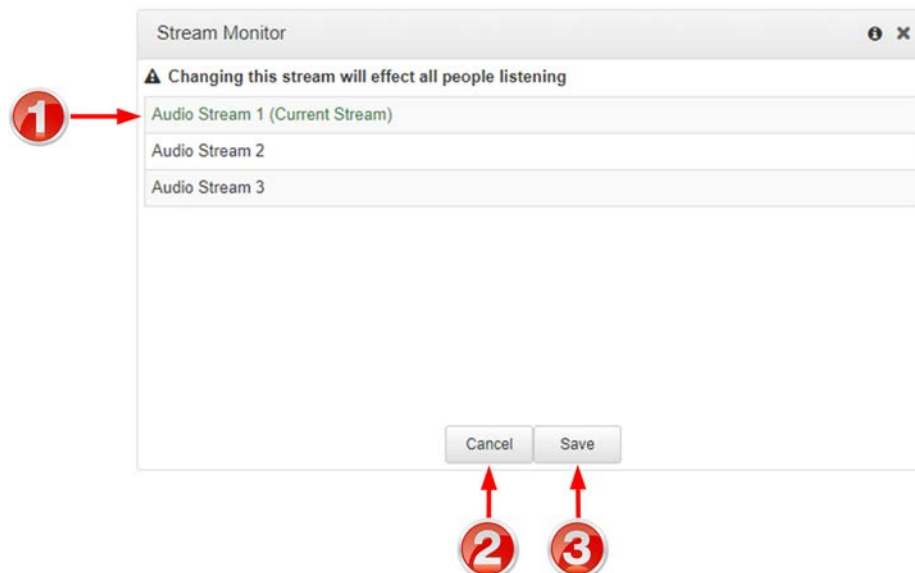 Stream Monitor
Changing this stream will effect all people listening
1
Audio Stream 1 (Current Stream)
Audio Stream 2
Audio Stream 3
Cancel Save
2 3